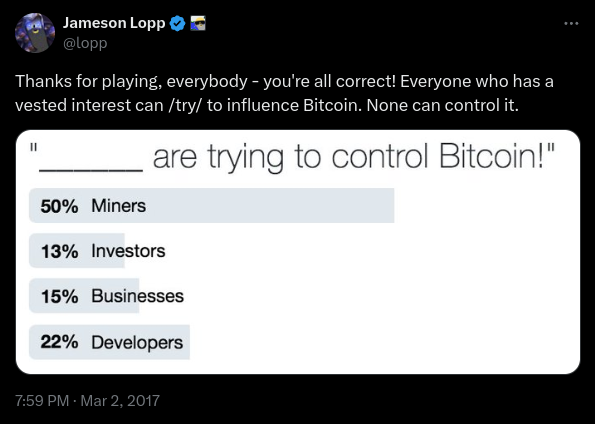 Jameson Lopp
@lopp
Thanks for playing, everybody - you're all correct! Everyone who has a
vested interest can /try/ to influence Bitcoin. None can control it.
"______ are trying to control Bitcoin!"
50% Miners
13% Investors
15% Businesses
22% Developers
7:59 PM · Mar 2, 2017